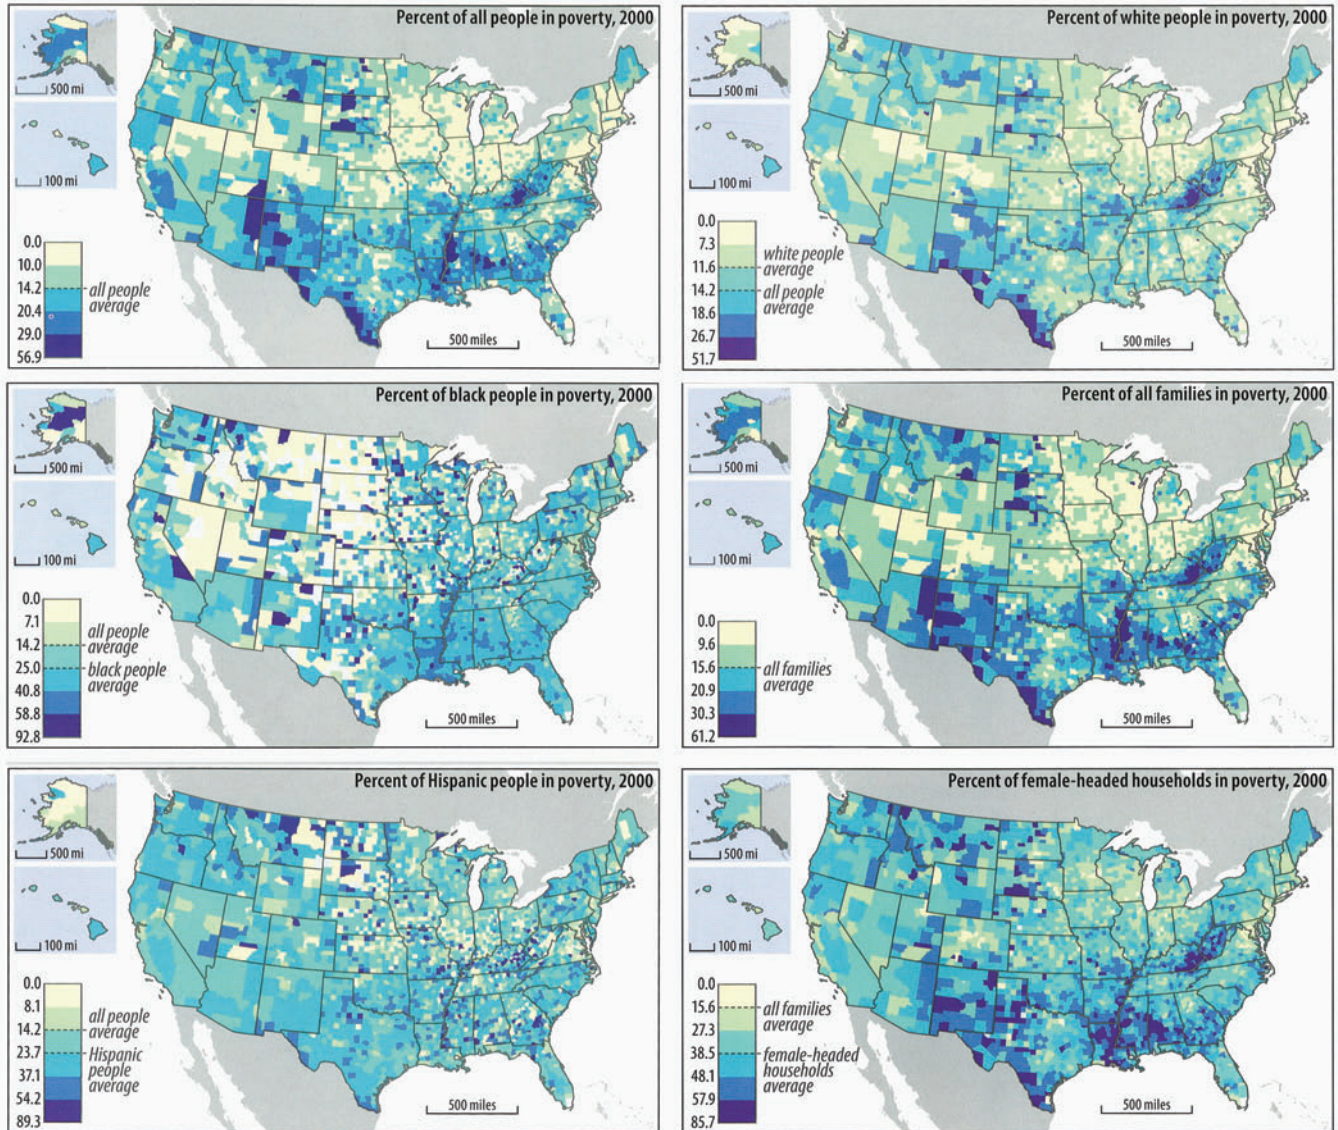 Percent of all people in poverty, 2000
500 mi
100 mi
0.0
10.0
14.2
20.4
29.0
56.9
all people
average
500 miles
Percent of white people in poverty, 2000
500 mi
100 mi
0.0
7.3
11.6
14.2
18.6
26.7
51.7
white people
average
all people
average
500 miles
Percent of black people in poverty, 2000
500 mi
100 mi
0.0
7.1
14.2
25.0
40.8
58.8
92.8
all people
average
black people
average
500 miles
Percent of all families in poverty, 2000
500 mi
100 mi
0.0
9.6
15.6
20.9
30.3
61.2
all families
average
500 miles
Percent of Hispanic people in poverty, 2000
500 mi
100 mi
0.0
8.1
14.2
23.7
37.1
54.2
89.3
all people
average
Hispanic
people
average
500 miles
Percent of female-headed households in poverty, 2000
500 mi
100 mi
0.0
15.6
27.3
38.5
48.1
57.9
85.7
all families
average
female-headed
households
average
500 miles